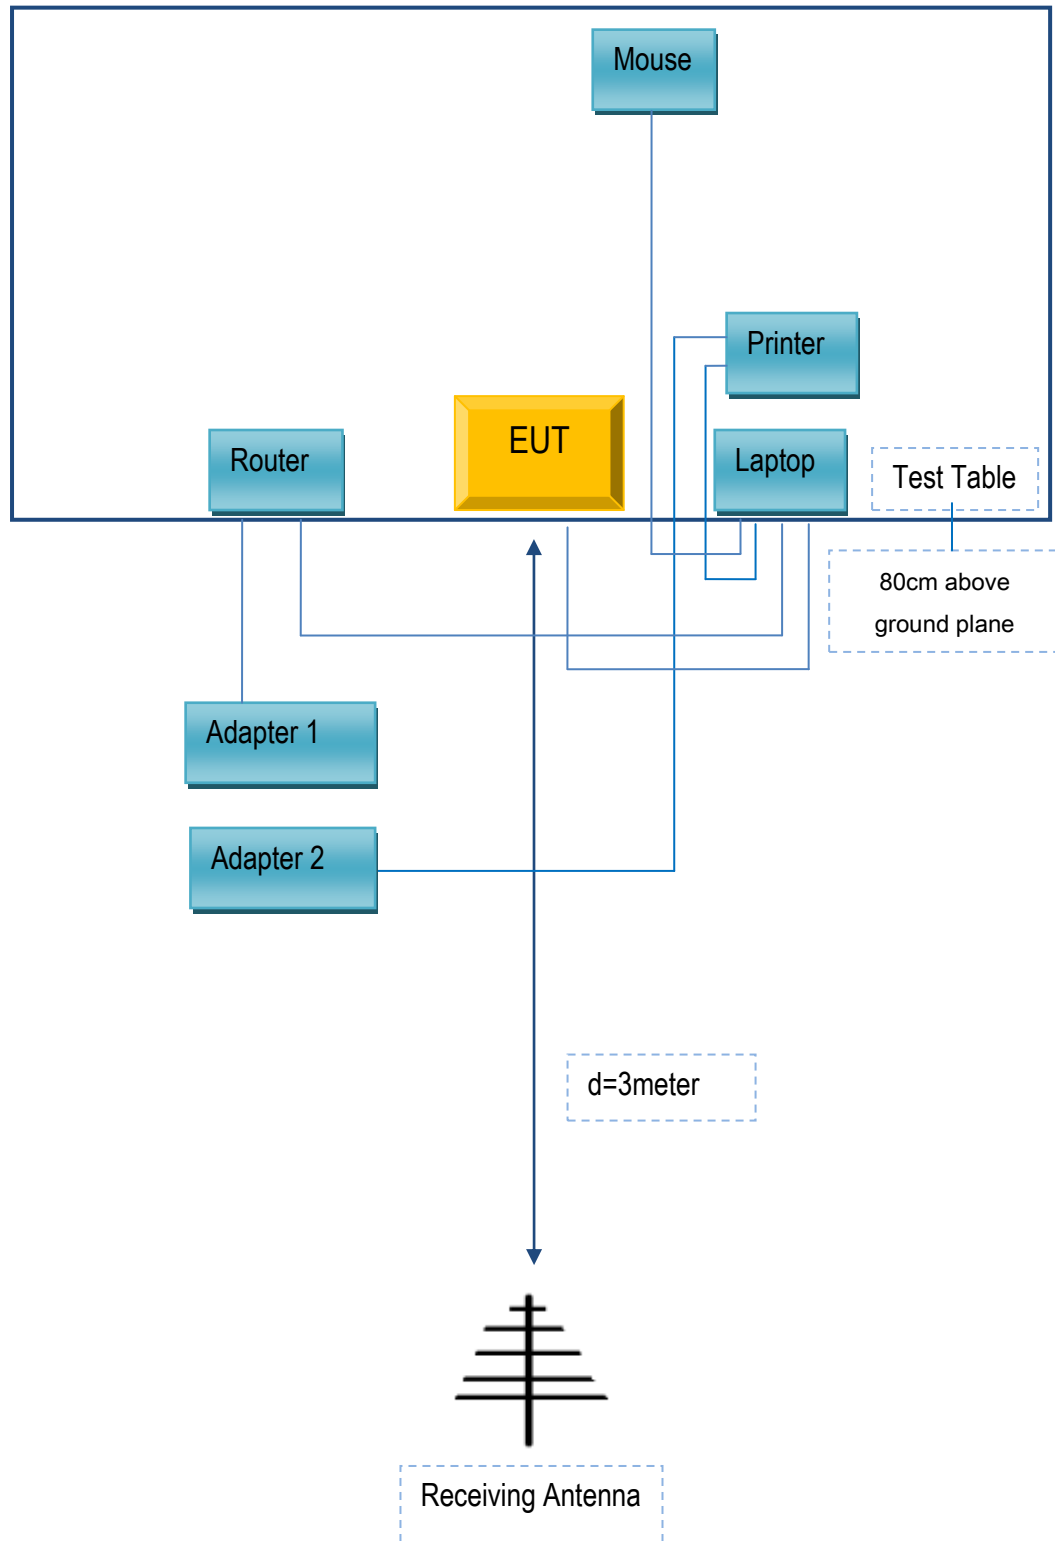 Mouse
Printer
EUT
Router
Laptop
Test Table
80cm above
ground plane
Adapter 1
Adapter 2
d=3meter
Receiving Antenna